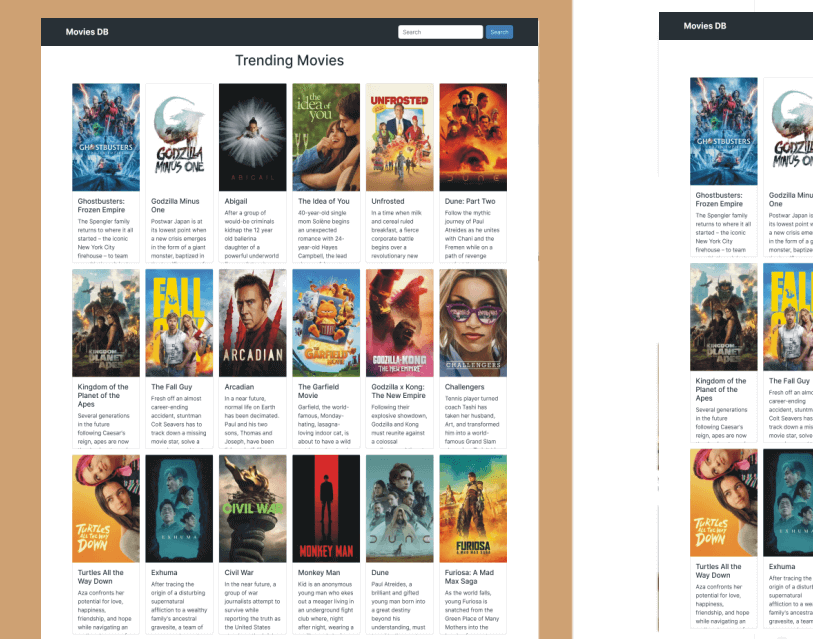 Movies DB
Search
Search
Trending Movies
GHOSTBUSTERS
GODZILLA
MINUS ONE
ABIGAIL
the
idea of
you
UNFROSTED
DUNE
Ghostbusters:
Frozen Empire
The Spengler family
returns to where it all
started – the iconic
New York City
firehouse – to team
Godzilla Minus
One
Postwar Japan is at
its lowest point when
a new crisis emerges
in the form of a giant
monster, baptized in
Abigail
After a group of
would-be criminals
kidnap the 12 year
old ballerina
daughter of a
powerful underworld
The Idea of You
40-year-old single
mom Solène begins
an unexpected
romance with 24-
year-old Hayes
Campbell, the lead
Unfrosted
In a time when milk
and cereal ruled
breakfast, a fierce
corporate battle
begins over a
revolutionary new
Dune: Part Two
Follow the mythic
journey of Paul
Atreides as he unites
with Chani and the
Fremen while on a
path of revenge
KINGDOM
PLANET
APES
FALL
ARCADIAN
GARFIELD
GODZILLA x KONG
THE NEW EMPIRE
CHALLENGERS
Kingdom of the
Planet of the
Apes
Several generations
in the future
following Caesar's
reign, apes are now
The Fall Guy
Fresh off an almost
career-ending
accident, stuntman
Colt Seavers has to
track down a missing
movie star, solve a
Arcadian
In a near future,
normal life on Earth
has been decimated.
Paul and his two
sons, Thomas and
Joseph, have been
The Garfield
Movie
Garfield, the world-
famous, Monday-
hating, lasagna-
loving indoor cat, is
about to have a wild
Godzilla x Kong:
The New Empire
Following their
explosive showdown,
Godzilla and Kong
must reunite against
a colossal
Challengers
Tennis player turned
coach Tashi has
taken her husband,
Art, and transformed
him into a world-
famous Grand Slam
TURTLES
ALL THE WAY
DOWN
EXHUMA
CIVIL WAR
MONKEY MAN
DUNC
FURIOSA
A MAD MAX SAGA
Turtles All the
Way Down
Aza confronts her
potential for love,
happiness,
friendship, and hope
while navigating an
Exhuma
After tracing the
origin of a disturbing
supernatural
affliction to a wealthy
family's ancestral
gravesite, a team of
Civil War
In the near future, a
group of war
journalists attempt to
survive while
reporting the truth as
the United States
Monkey Man
Kid is an anonymous
young man who ekes
out a meager living in
an underground fight
club where, night
after night, wearing a
Dune
Paul Atreides, a
brilliant and gifted
young man born into
a great destiny
beyond his
understanding, must
Furiosa: A Mad
Max Saga
As the world falls,
young Furiosa is
snatched from the
Green Place of Many
Mothers into the
Movies DB
GHOSTBUSTERS
GODZILL
MINUS ON
Ghostbusters:
Frozen Empire
The Spengler family
returns to where it all
started – the iconic
New York City
firehouse – to team
Godzilla Minu
One
Postwar Japan is
its lowest point w
a new crisis eme
in the form of a g
monster, baptize
KINGDOM
PLANET
APES
FAL
Kingdom of the
Planet of the
Apes
Several generations
in the future
following Caesar's
reign, apes are now
The Fall Guy
Fresh off an almo
career-ending
accident, stuntm
Colt Seavers has
track down a mis
movie star, solve
TURTLES
ALL THE WAY
DOWN
EXHUM
Turtles All the
Way Down
Aza confronts her
potential for love,
happiness,
friendship, and hope
while navigating an
Exhuma
After tracing the
origin of a disturb
supernatural
affliction to a wea
family's ancestra
gravesite, a team